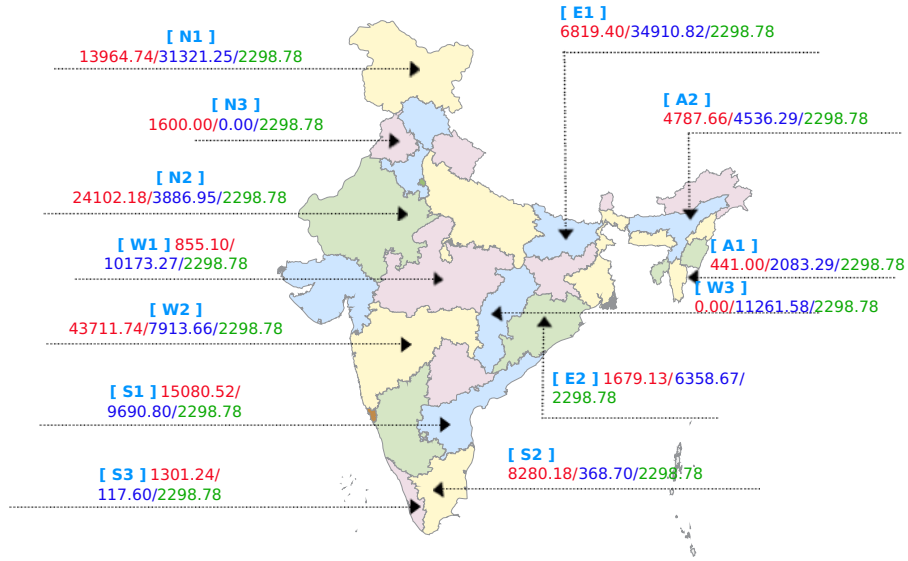 [ E1 ]
6819.40/34910.82/2298.78
[ N1 ]
13964.74/31321.25/2298.78
[ N3 ]
1600.00/0.00/2298.78
[ A2 ]
4787.66/4536.29/2298.78
[ N2 ]
24102.18/3886.95/2298.78
[ W1 ] 855.10/
10173.27/2298.78
[ A1 ]
441.00/2083.29/2298.78
[ W3 ]
0.00/11261.58/2298.78
[ W2 ]
43711.74/7913.66/2298.78
[ E2 ] 1679.13/6358.67/
2298.78
[ S1 ] 15080.52/
9690.80/2298.78
[ S2 ]
8280.18/368.70/2298.78
[ S3 ] 1301.24/
117.60/2298.78